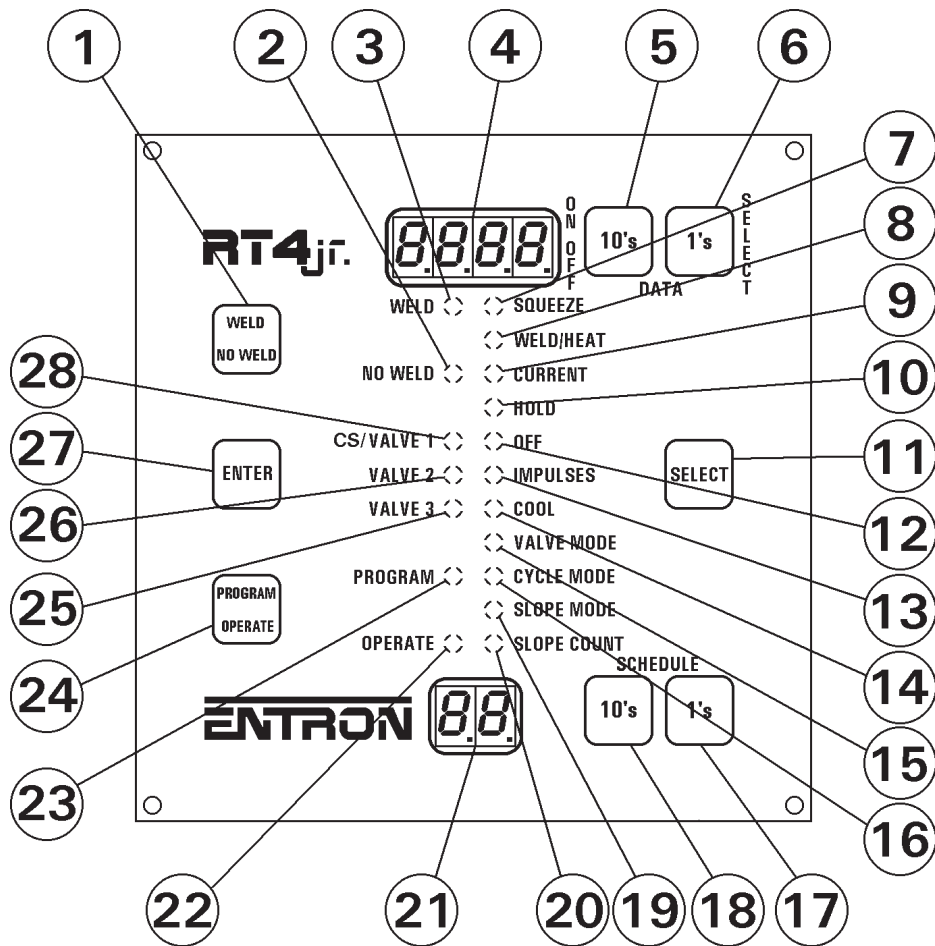 1 2 3 4 5 6
7
8
9
10
11
12
13
14
15
16
17
18
19
20
21
22
23
24
25
26
27
28
RT4jr.
8.8.8.8.
ON OFF
10's 1's
SELECT
DATA
WELD SQUEEZE
WELD
NO WELD
WELD/HEAT
NO WELD CURRENT
HOLD
CS/VALVE 1 OFF
ENTER
VALVE 2 IMPULSES
SELECT
VALVE 3 COOL
VALVE MODE
PROGRAM CYCLE MODE
PROGRAM
OPERATE
SLOPE MODE
OPERATE SLOPE COUNT
SCHEDULE
ENTRON
8.8.
10's 1's